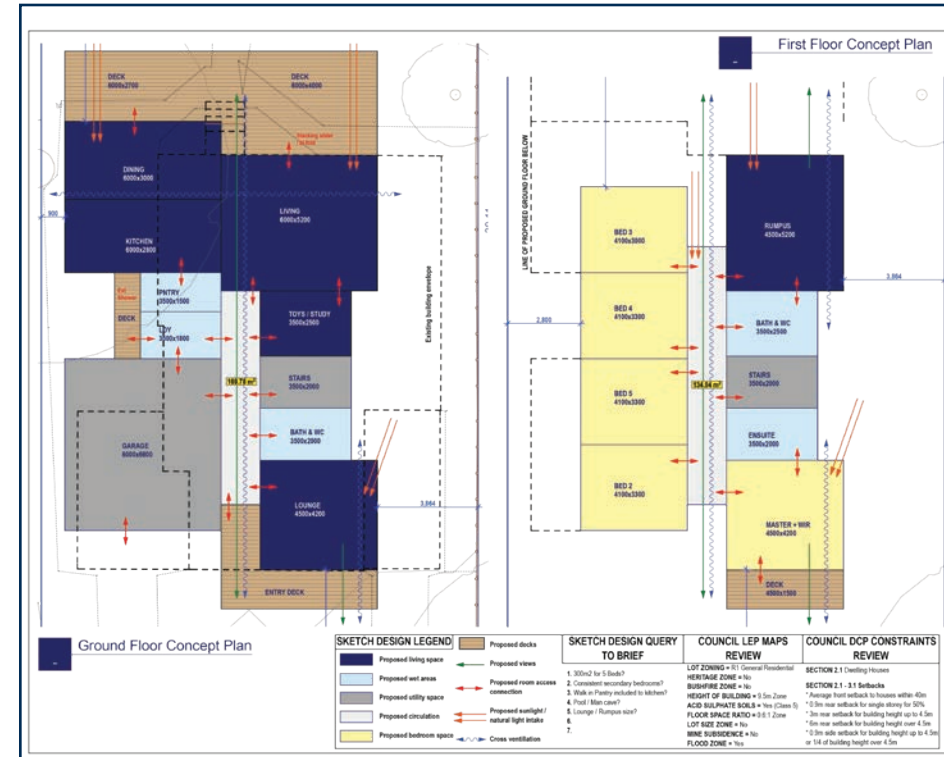 First Floor Concept Plan
DECK
6000x2700
DECK
6000x4000
DINING
6000x3000
KITCHEN
6000x2800
LIVING
6000x5200
900
DECK
PNTRY
3500x1500
LDY
3500x1800
TOYS / STUDY
3500x2500
STAIRS
3500x2000
169.75 m²
BATH & WC
3500x2000
GARAGE
6000x6600
LOUNGE
4500x4200
3,864
ENTRY DECK
Existing building envelope
LINE OF PROPOSED GROUND FLOOR BELOW
BED 3
4100x3300
BED 4
4100x3300
BED 5
4100x3300
BED 2
4100x3300
2,800
RUMPUS
4500x5200
3,864
BATH & WC
3500x2500
STAIRS
3500x2000
134.54 m²
ENSUITE
3500x2000
MASTER + WIR
4500x4200
DECK
4500x1500
Ground Floor Concept Plan
SKETCH DESIGN LEGEND
Proposed living space
Proposed wet areas
Proposed utility space
Proposed circulation
Proposed bedroom space
Proposed decks
Proposed views
Proposed room access
connection
Proposed sunlight /
natural light intake
Cross ventilation
SKETCH DESIGN QUERY
TO BRIEF
1. 300m2 for 5 Beds?
2. Consistent secondary bedrooms?
3. Walk in Pantry included to kitchen?
4. Pool / Man cave?
5. Lounge / Rumpus size?
6.
7.
COUNCIL LEP MAPS
REVIEW
LOT ZONING = R1 General Residential
HERITAGE ZONE = No
BUSHFIRE ZONE = No
HEIGHT OF BUILDING = 9.5m Zone
ACID SULPHATE SOILS = Yes (Class 5)
FLOOR SPACE RATIO = 0.6:1 Zone
LOT SIZE ZONE = No
MINE SUBSIDENCE = No
FLOOD ZONE = Yes
COUNCIL DCP CONSTRAINTS
REVIEW
SECTION 2.1 Dwelling Houses
SECTION 2.1 - 3.1 Setbacks
* Average front setback to houses within 40m
* 0.9m rear setback for single storey for 50%
* 3m rear setback for building height up to 4.5m
* 6m rear setback for building height over 4.5m
* 0.9m side setback for building height up to 4.5m
or 1/4 of building height over 4.5m